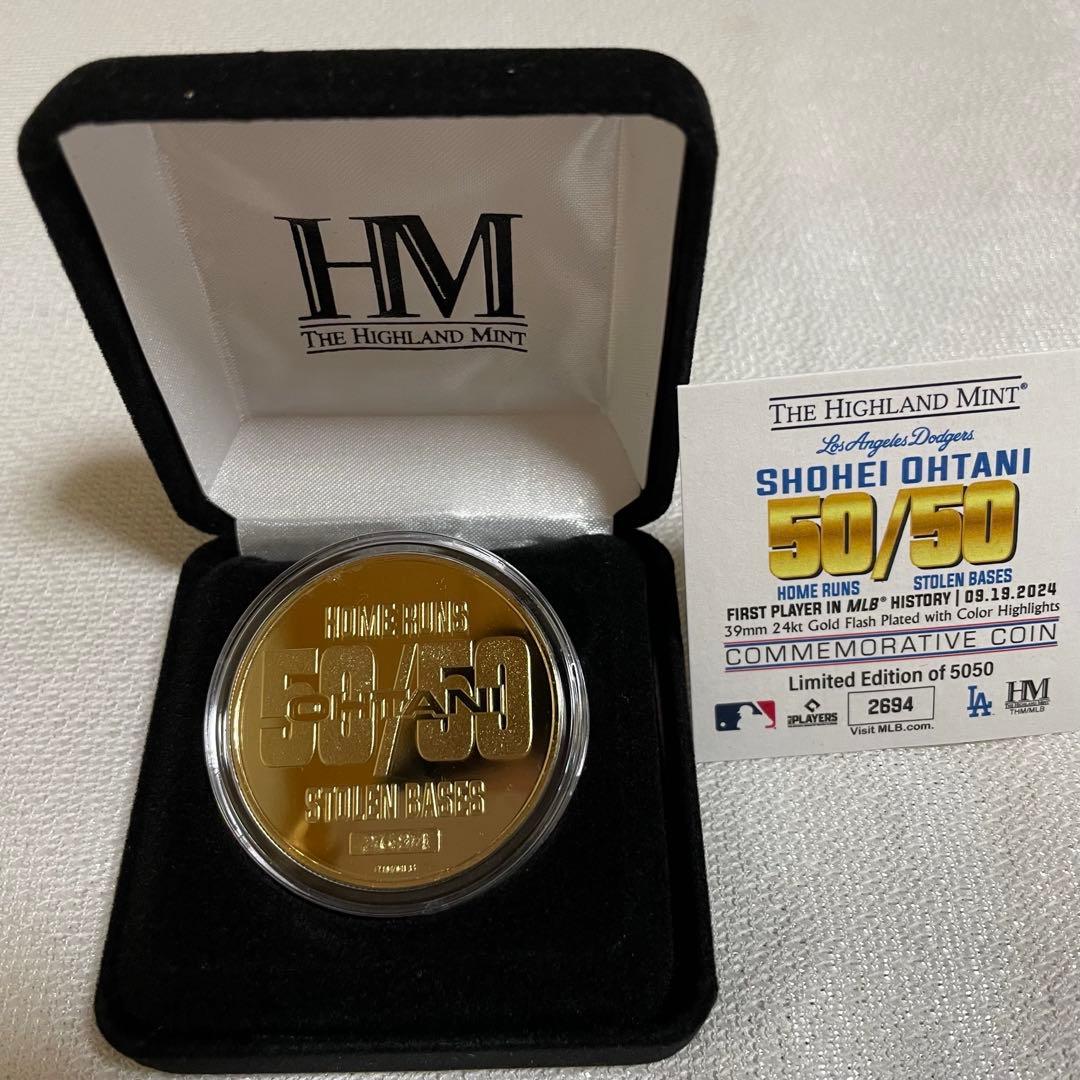 HM
THE HIGHLAND MINT
HOME RUNS
50/50
OHTANI
STOLEN BASES
THE HIGHLAND MINT®
Los Angeles Dodgers
SHOHEI OHTANI
50/50
HOME RUNS STOLEN BASES
FIRST PLAYER IN MLB® HISTORY | 09.19.2024
39mm 24kt Gold Flash Plated with Color Highlights
COMMEMORATIVE COIN
Limited Edition of 5050
2694
PLAYERS
LA
HM
THM/MLB
Visit MLB.com.